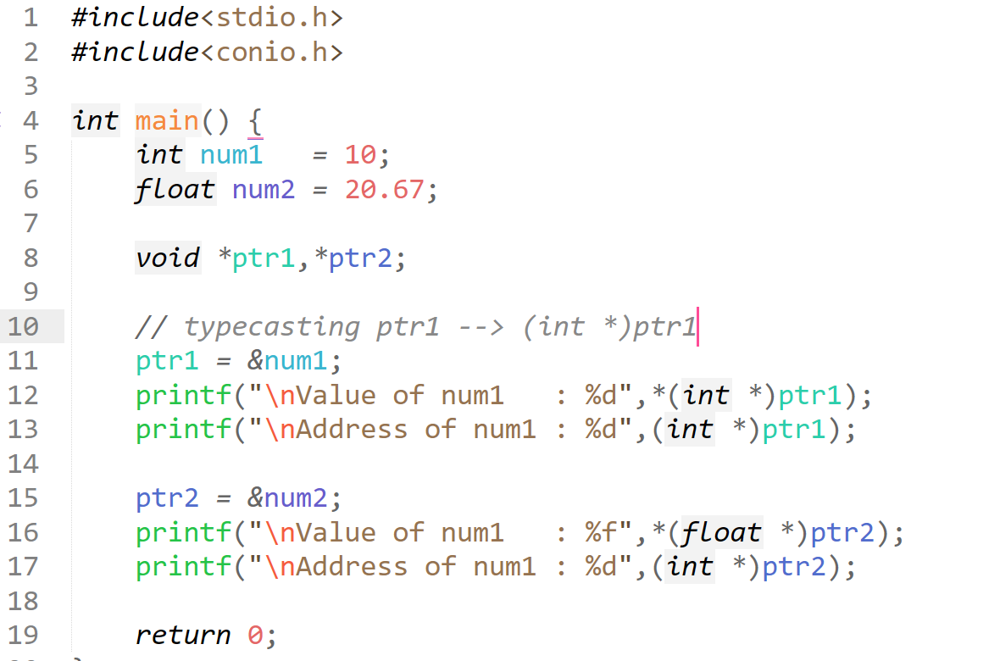 1 #include<stdio.h>
2 #include<conio.h>
3
4 int main() {
5     int num1   = 10;
6     float num2 = 20.67;
7
8     void *ptr1,*ptr2;
9
10     // typecasting ptr1 --> (int *)ptr1
11     ptr1 = &num1;
12     printf("\nValue of num1   : %d",*(int *)ptr1);
13     printf("\nAddress of num1 : %d",(int *)ptr1);
14
15     ptr2 = &num2;
16     printf("\nValue of num1   : %f",*(float *)ptr2);
17     printf("\nAddress of num1 : %d",(int *)ptr2);
18
19     return 0;